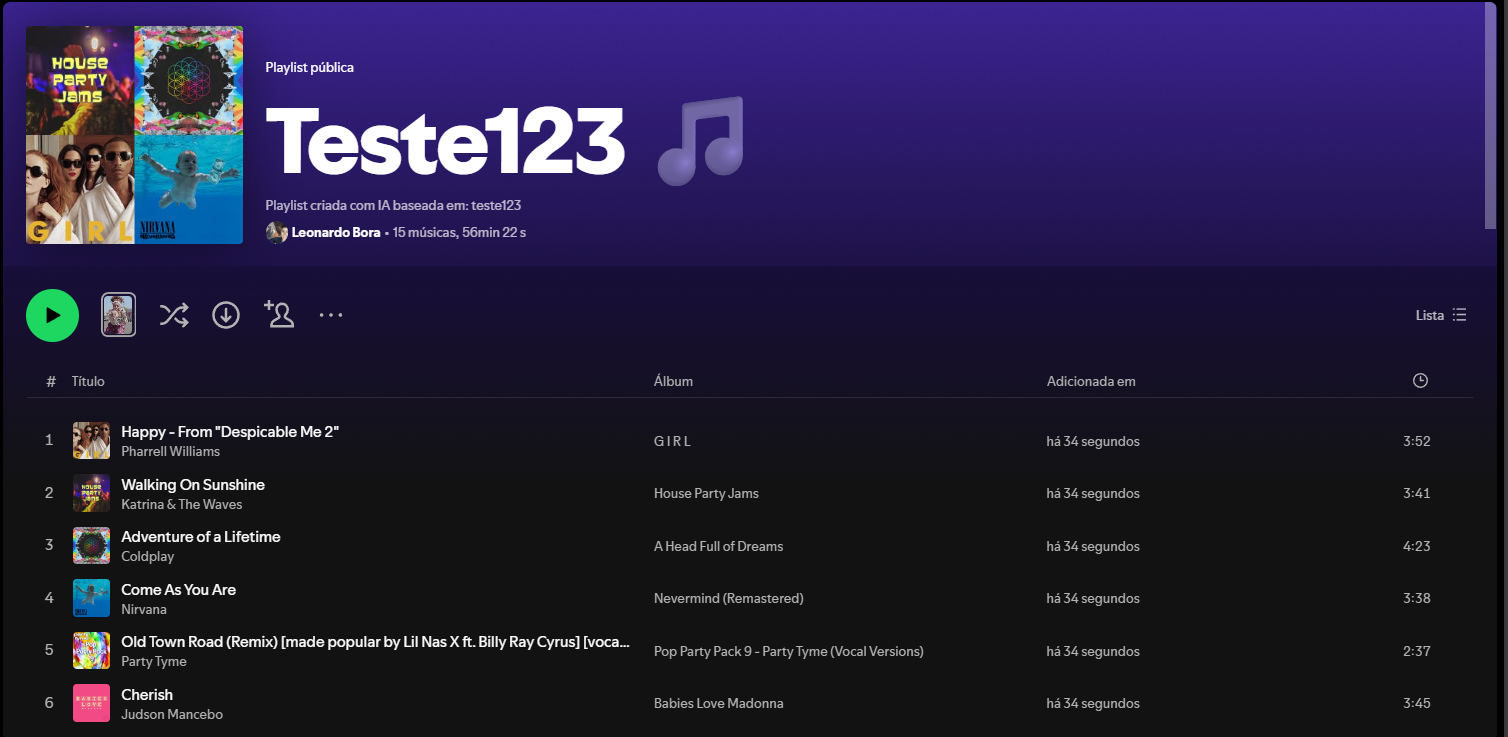 HOUSE
PARTY
JAMS
GIRL
NIRVANA
Playlist pública
Teste123
Playlist criada com IA baseada em: teste123
Leonardo Bora • 15 músicas, 56min 22 s
Lista
# Título Álbum Adicionada em
1 Happy - From "Despicable Me 2" G I R L há 34 segundos 3:52
Pharrell Williams
2 Walking On Sunshine House Party Jams há 34 segundos 3:41
Katrina & The Waves
3 Adventure of a Lifetime A Head Full of Dreams há 34 segundos 4:23
Coldplay
4 Come As You Are Nevermind (Remastered) há 34 segundos 3:38
Nirvana
5 Old Town Road (Remix) [made popular by Lil Nas X ft. Billy Ray Cyrus] [voca... Pop Party Pack 9 - Party Tyme (Vocal Versions) há 34 segundos 2:37
Party Tyme
6 Cherish Babies Love Madonna há 34 segundos 3:45
Judson Mancebo